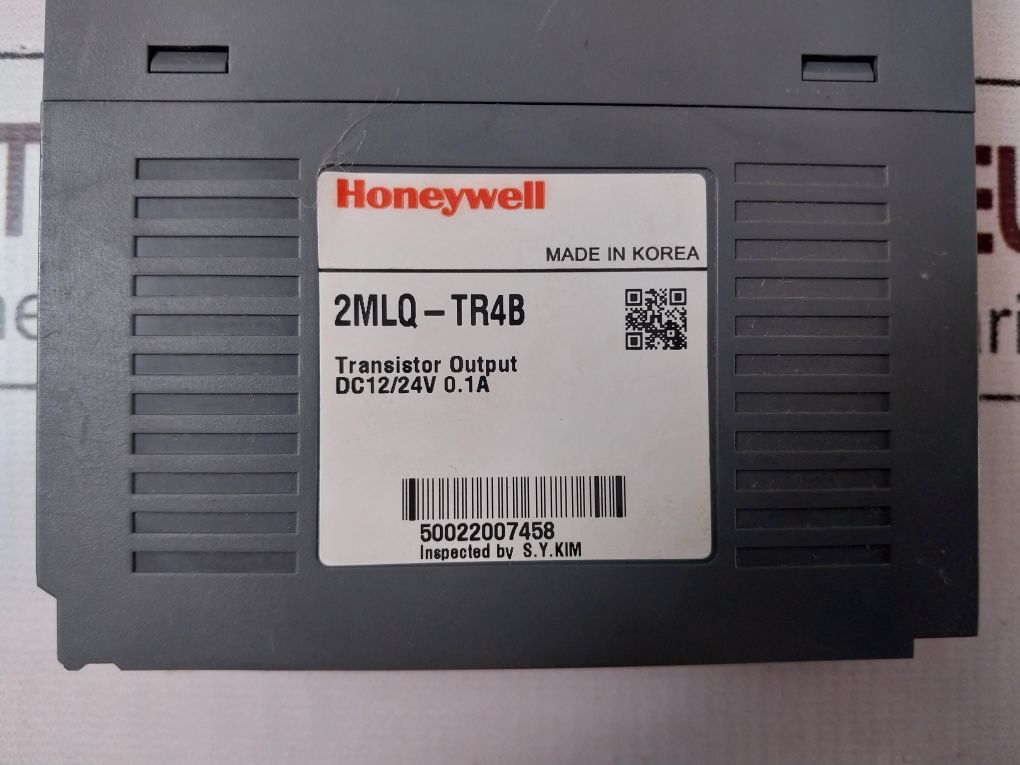 Honeywell
MADE IN KOREA
2MLQ-TR4B
Transistor Output
DC12/24V 0.1A
50022007458
Inspected by S.Y.KIM